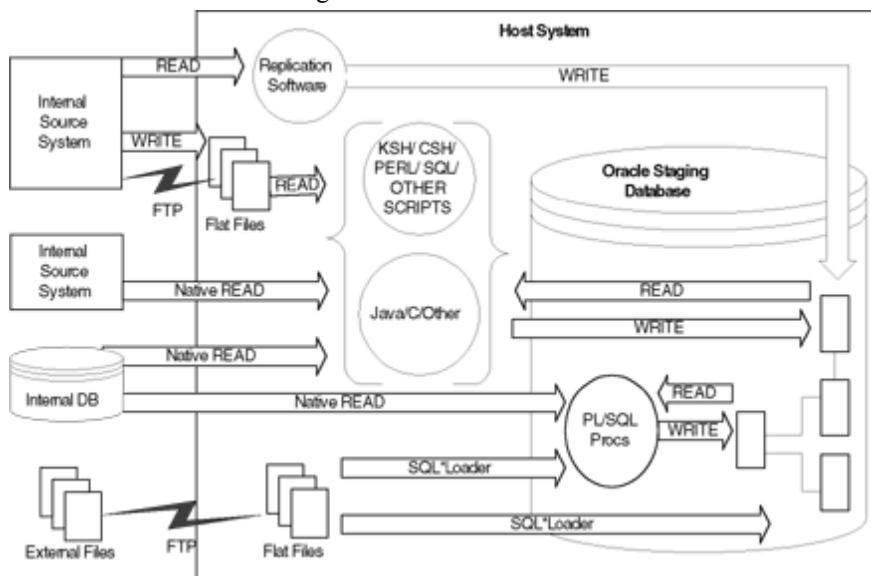 Host System
READ
Replication
Software
WRITE
Internal
Source
System
WRITE
FTP
Flat Files
READ
KSH/ CSH/
PERL/ SQL/
OTHER
SCRIPTS
Oracle Staging
Database
Internal
Source
System
Native READ
Java/C/Other
READ
WRITE
Native READ
Internal DB
Native READ
PL/SQL
Procs
READ
WRITE
SQL*Loader
External Files
FTP
Flat Files
SQL*Loader